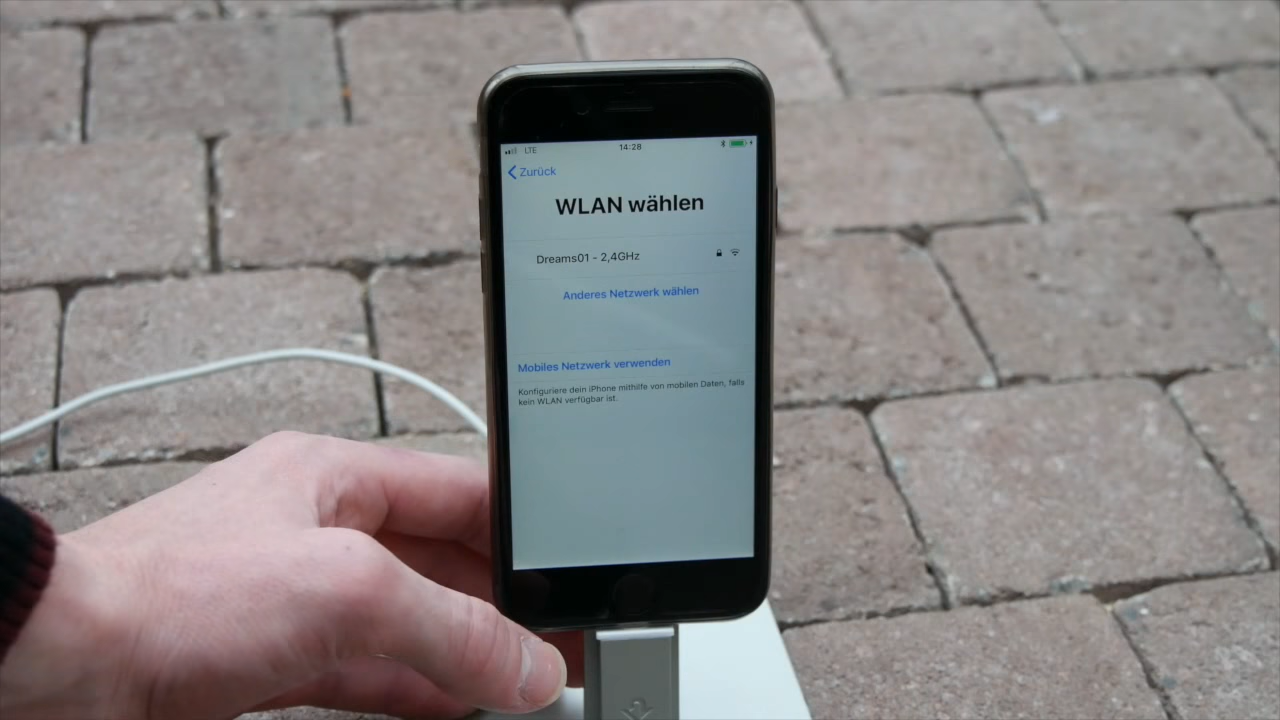 LTE 14:28
Zurück
WLAN wählen
Dreams01 - 2,4GHz
Anderes Netzwerk wählen
Mobiles Netzwerk verwenden
Konfiguriere dein iPhone mithilfe von mobilen Daten, falls
kein WLAN verfügbar ist.